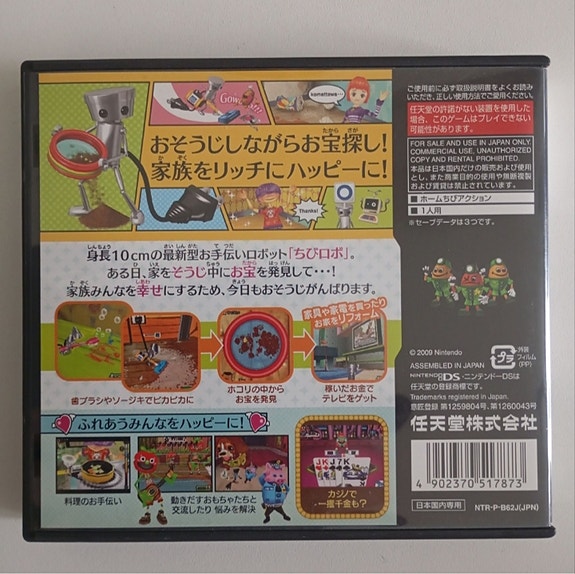 Gowl
komattawa…
おそうじしながらお宝探し！
家族をリッチにハッピーに！
Thanks!
身長10cmの最新型お手伝いロボット「ちびロボ」。
ある日、家をそうじ中にお宝を発見して…！
家族みんなを幸せにするため、今日もおそうじがんばります。
家具や家電を買ったり
お家をリフォーム
歯ブラシやソージキでピカピカに
ホコリの中から
お宝を発見
稼いだお金で
テレビをゲット
ふれあうみんなをハッピーに！
料理のお手伝い
動きだすおもちゃたちと
交流したり 悩みを解決
カジノで
一攫千金も？
ご使用前に必ず取扱説明書をよくお読み
いただき、正しい使用方法でご愛用ください。
任天堂の許諾がない装置を使用した
場合、このゲームはプレイできない
可能性があります。
FOR SALE AND USE IN JAPAN ONLY.
COMMERCIAL USE, UNAUTHORIZED
COPY AND RENTAL PROHIBITED.
本品は日本国内だけの販売および使用
とし、また商業目的の使用や無断複製
および賃貸は禁止されています。
■ホームちびアクション
■1人用
※セーブデータは3つです。
プラ
外装
フィルム
(PP)
© 2009 Nintendo
ASSEMBLED IN JAPAN
NINTENDO DS・ニンテンドーDSは
任天堂の登録商標です。
Trademarks registered in Japan.
意匠登録 第1259804号、第1260043号
任天堂株式会社
4 902370 517873
日本国内専用
NTR-P-B62J(JPN)